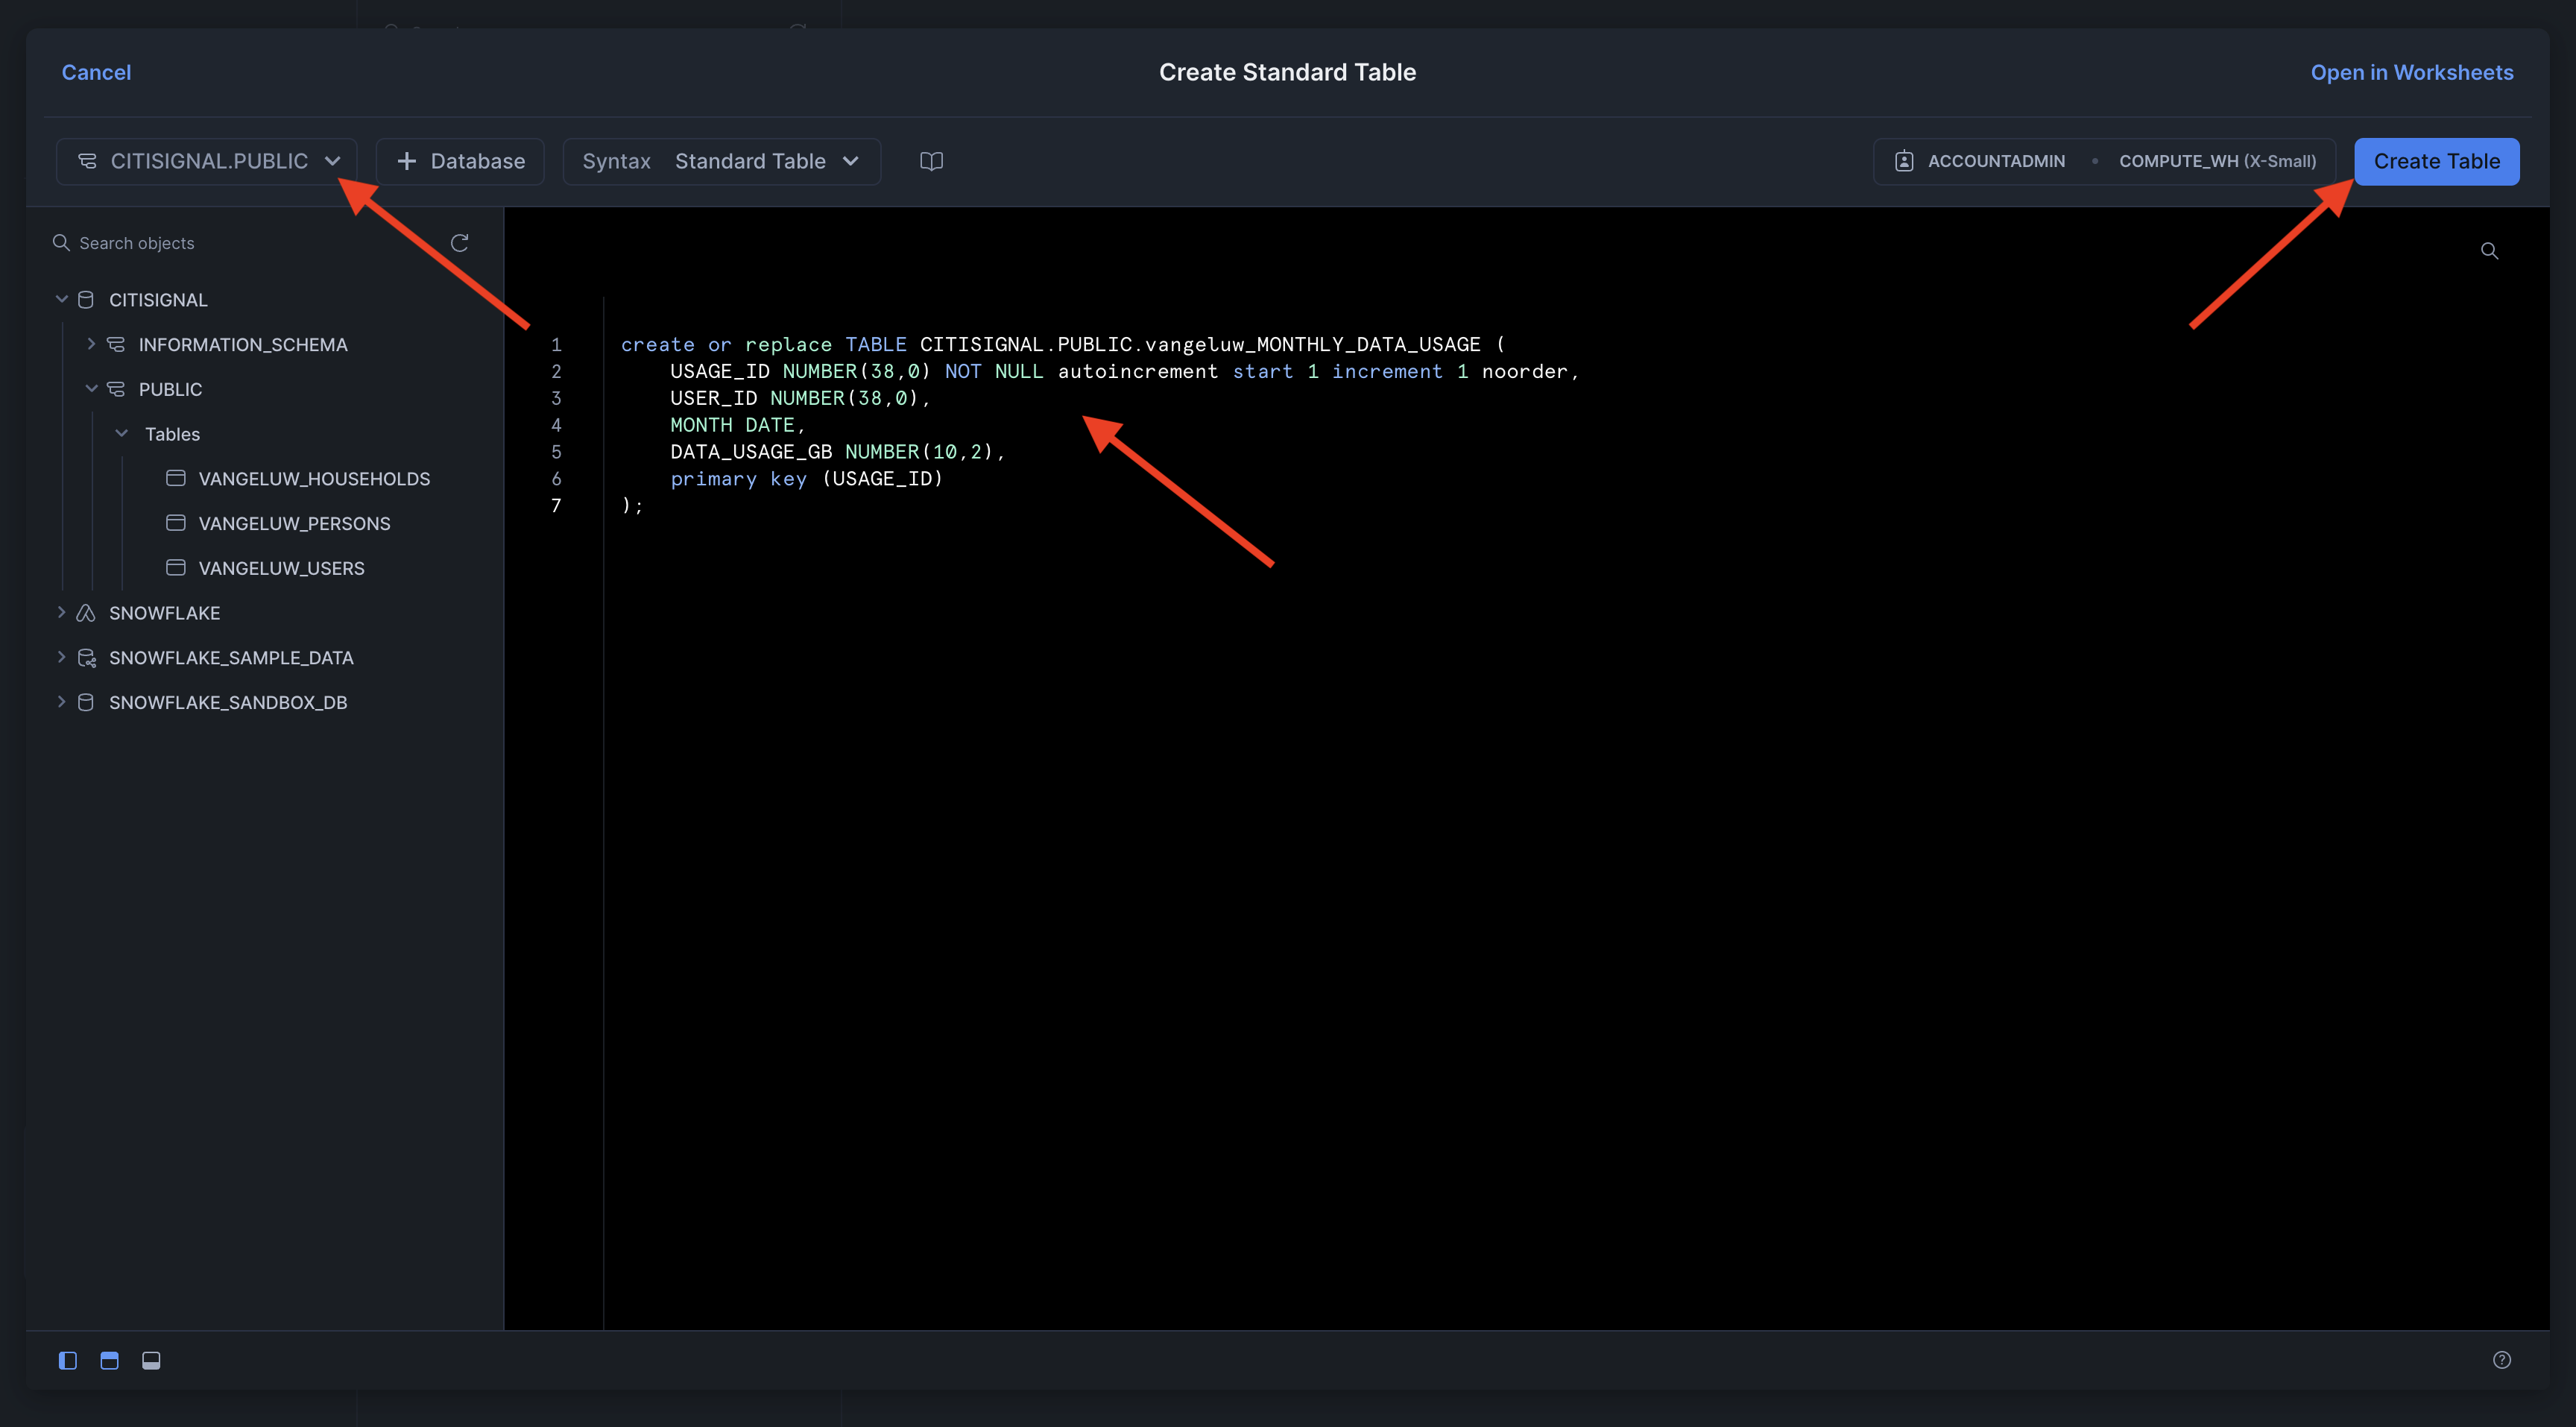 Cancel
Create Standard Table
Open in Worksheets
CITISIGNAL.PUBLIC
Database
Syntax Standard Table
ACCOUNTADMIN • COMPUTE_WH (X-Small)
Create Table
Search objects
CITISIGNAL
INFORMATION_SCHEMA
PUBLIC
Tables
VANGELUW_HOUSEHOLDS
VANGELUW_PERSONS
VANGELUW_USERS
SNOWFLAKE
SNOWFLAKE_SAMPLE_DATA
SNOWFLAKE_SANDBOX_DB
1 create or replace TABLE CITISIGNAL.PUBLIC.vangeluw_MONTHLY_DATA_USAGE (
2 USAGE_ID NUMBER(38,0) NOT NULL autoincrement start 1 increment 1 noorder,
3 USER_ID NUMBER(38,0),
4 MONTH DATE,
5 DATA_USAGE_GB NUMBER(10,2),
6 primary key (USAGE_ID)
7 );